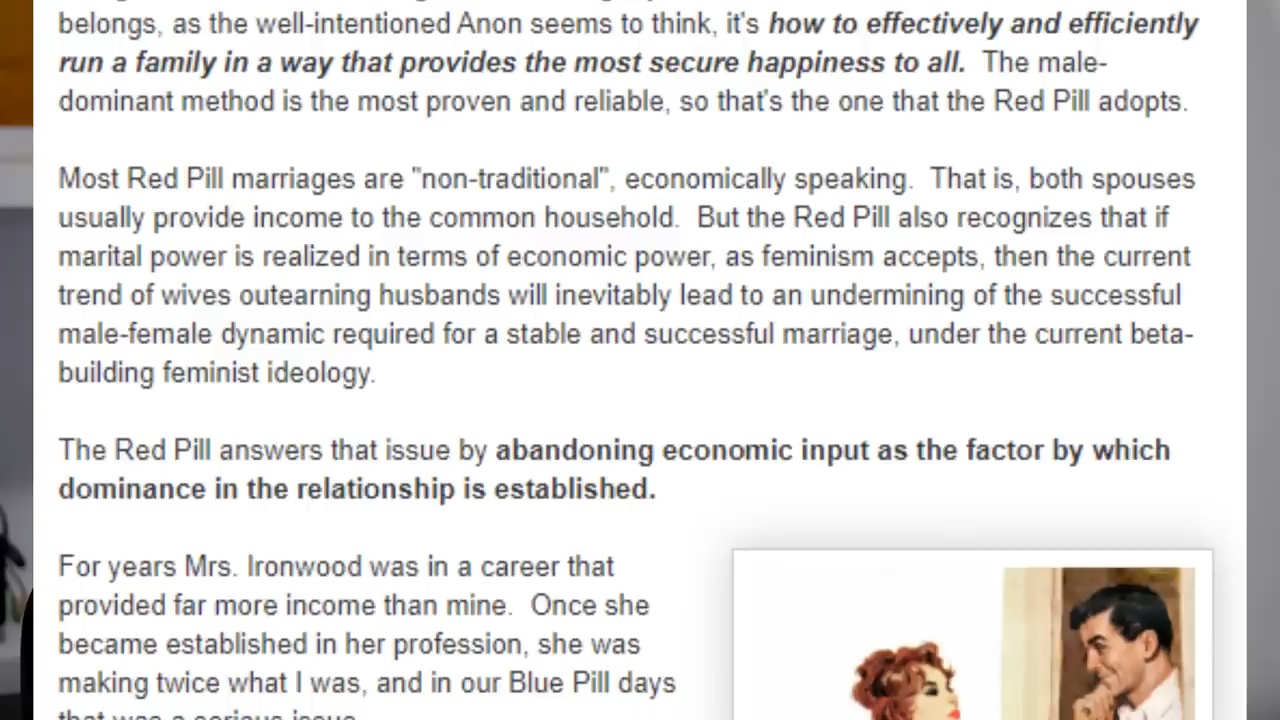 belongs, as the well-intentioned Anon seems to think, it's how to effectively and efficiently
run a family in a way that provides the most secure happiness to all.  The male-
dominant method is the most proven and reliable, so that's the one that the Red Pill adopts.
Most Red Pill marriages are "non-traditional", economically speaking.  That is, both spouses
usually provide income to the common household.  But the Red Pill also recognizes that if
marital power is realized in terms of economic power, as feminism accepts, then the current
trend of wives outearning husbands will inevitably lead to an undermining of the successful
male-female dynamic required for a stable and successful marriage, under the current beta-
building feminist ideology.
The Red Pill answers that issue by abandoning economic input as the factor by which
dominance in the relationship is established.
For years Mrs. Ironwood was in a career that
provided far more income than mine.  Once she
became established in her profession, she was
making twice what I was, and in our Blue Pill days
that was a serious issue